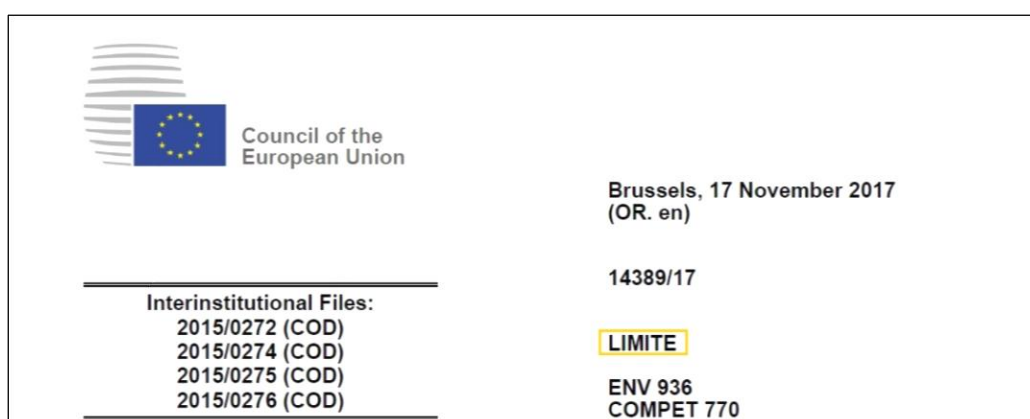 Council of the
European Union
Brussels, 17 November 2017
(OR. en)
14389/17
Interinstitutional Files:
2015/0272 (COD)
2015/0274 (COD)
2015/0275 (COD)
2015/0276 (COD)
LIMITE
ENV 936
COMPET 770